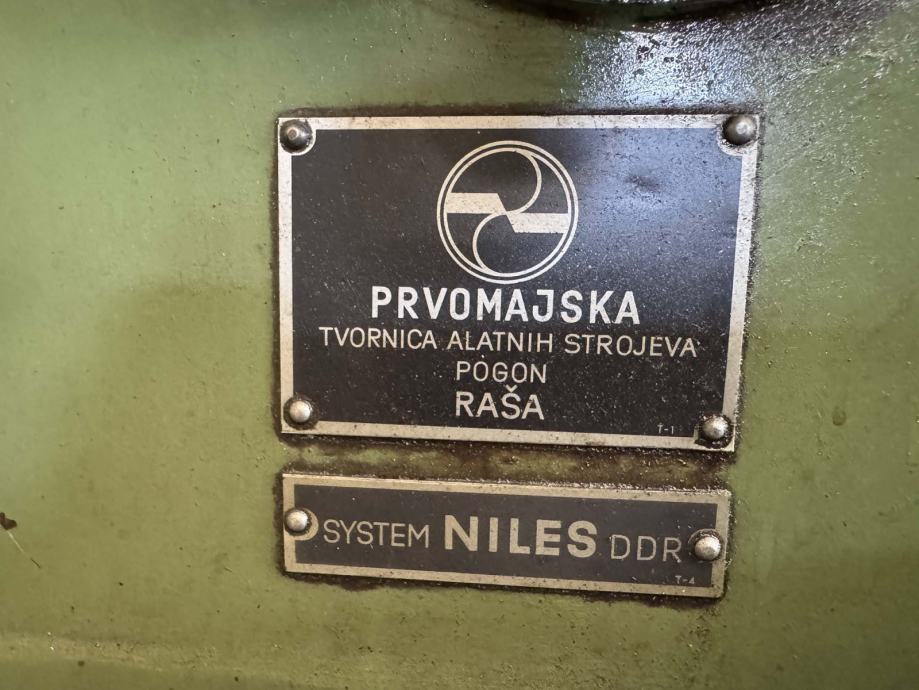 PRVOMAJSKA
TVORNICA ALATNIH STROJEVA
POGON
RAŠA
T-1
SYSTEM NILES DDR
T-4